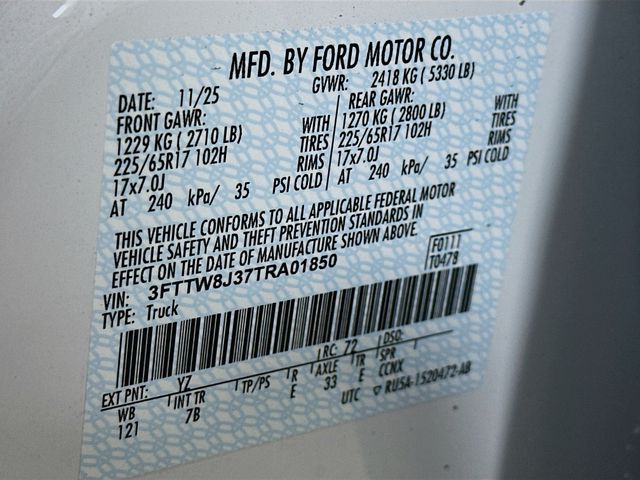 MFD. BY FORD MOTOR CO.
DATE: 11/25 GVWR: 2418 KG ( 5330 LB)
FRONT GAWR: REAR GAWR:
1229 KG ( 2710 LB) WITH 1270 KG ( 2800 LB) WITH
225/65R17 102H TIRES 225/65R17 102H TIRES
17x7.0J RIMS 17x7.0J RIMS
AT 240 kPa/ 35 PSI COLD AT 240 kPa/ 35 PSI COLD
THIS VEHICLE CONFORMS TO ALL APPLICABLE FEDERAL MOTOR
VEHICLE SAFETY AND THEFT PREVENTION STANDARDS IN
EFFECT ON THE DATE OF MANUFACTURE SHOWN ABOVE.
VIN: 3FTTW8J37TRA01850 F0111
TYPE: Truck T0478
RC: 72 DSO:
EXT PNT: YZ
WB INT TR TP/PS R AXLE TR SPR
121 7B E 33 E CCNX
UTC RU5A-1520472-AB